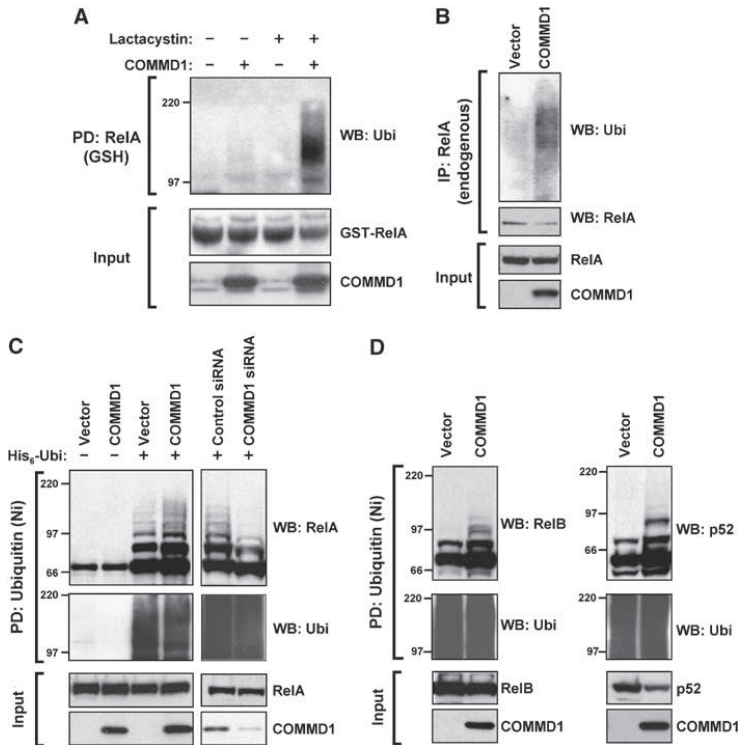 A
Lactacystin: – – + +
COMMD1: – + – +
PD: RelA
(GSH)
220
97
WB: Ubi
Input
GST-RelA
COMMD1
B
Vector
COMMD1
IP: RelA
(endogenous)
WB: Ubi
WB: RelA
Input
RelA
COMMD1
C
Vector
COMMD1
Vector
COMMD1
Control siRNA
COMMD1 siRNA
His6-Ubi: – – + + + +
PD: Ubiquitin (Ni)
220
97
66
WB: RelA
220
97
WB: Ubi
Input
RelA
COMMD1
D
Vector
COMMD1
PD: Ubiquitin (Ni)
220
97
66
WB: RelB
220
97
WB: Ubi
Input
RelB
COMMD1
Vector
COMMD1
220
97
66
WB: p52
220
97
WB: Ubi
p52
COMMD1